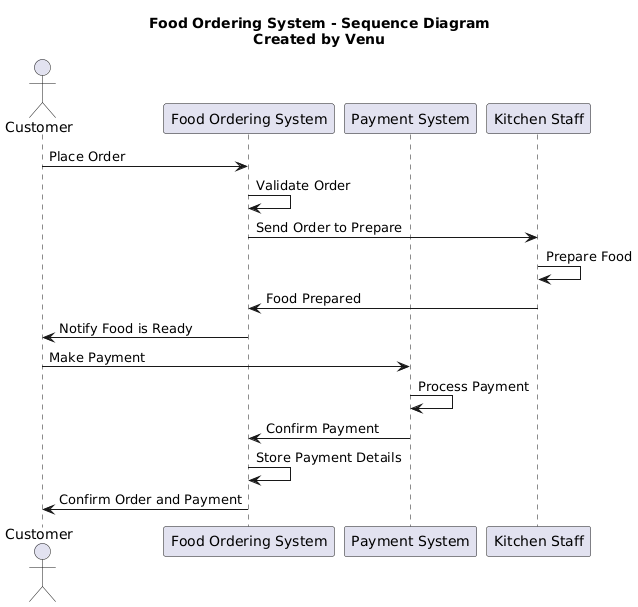 Food Ordering System - Sequence Diagram
Created by Venu
Customer
Food Ordering System
Payment System
Kitchen Staff
Place Order
Validate Order
Send Order to Prepare
Prepare Food
Food Prepared
Notify Food is Ready
Make Payment
Process Payment
Confirm Payment
Store Payment Details
Confirm Order and Payment
Customer
Food Ordering System
Payment System
Kitchen Staff